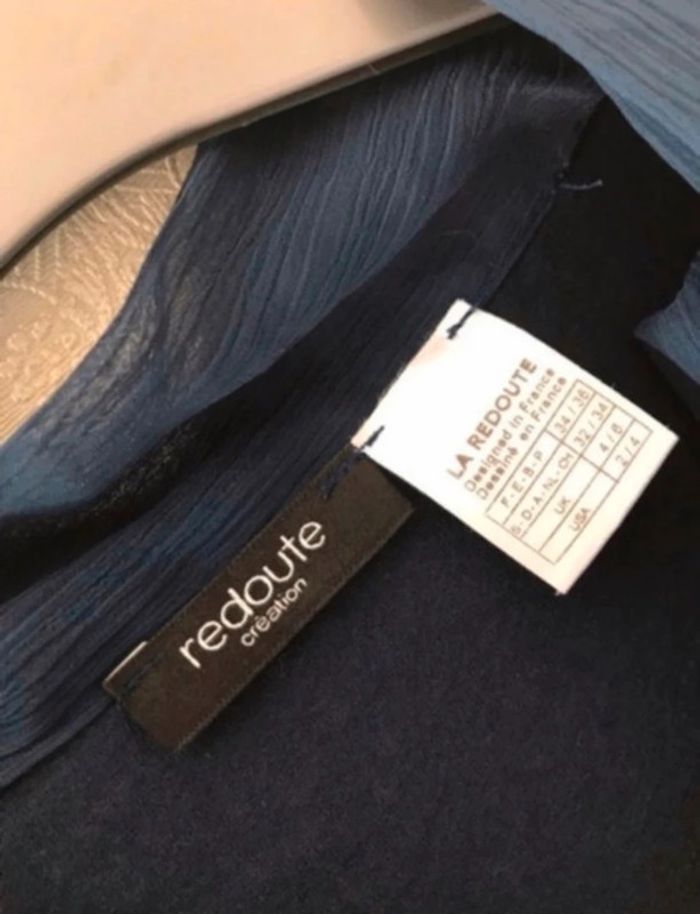 LA REDOUTE
Designed in France
Dessiné en France
F-E-B-P 34/36
S-D-A-NL-CH 32/34
UK 4/6
USA 2/4
redoute
création